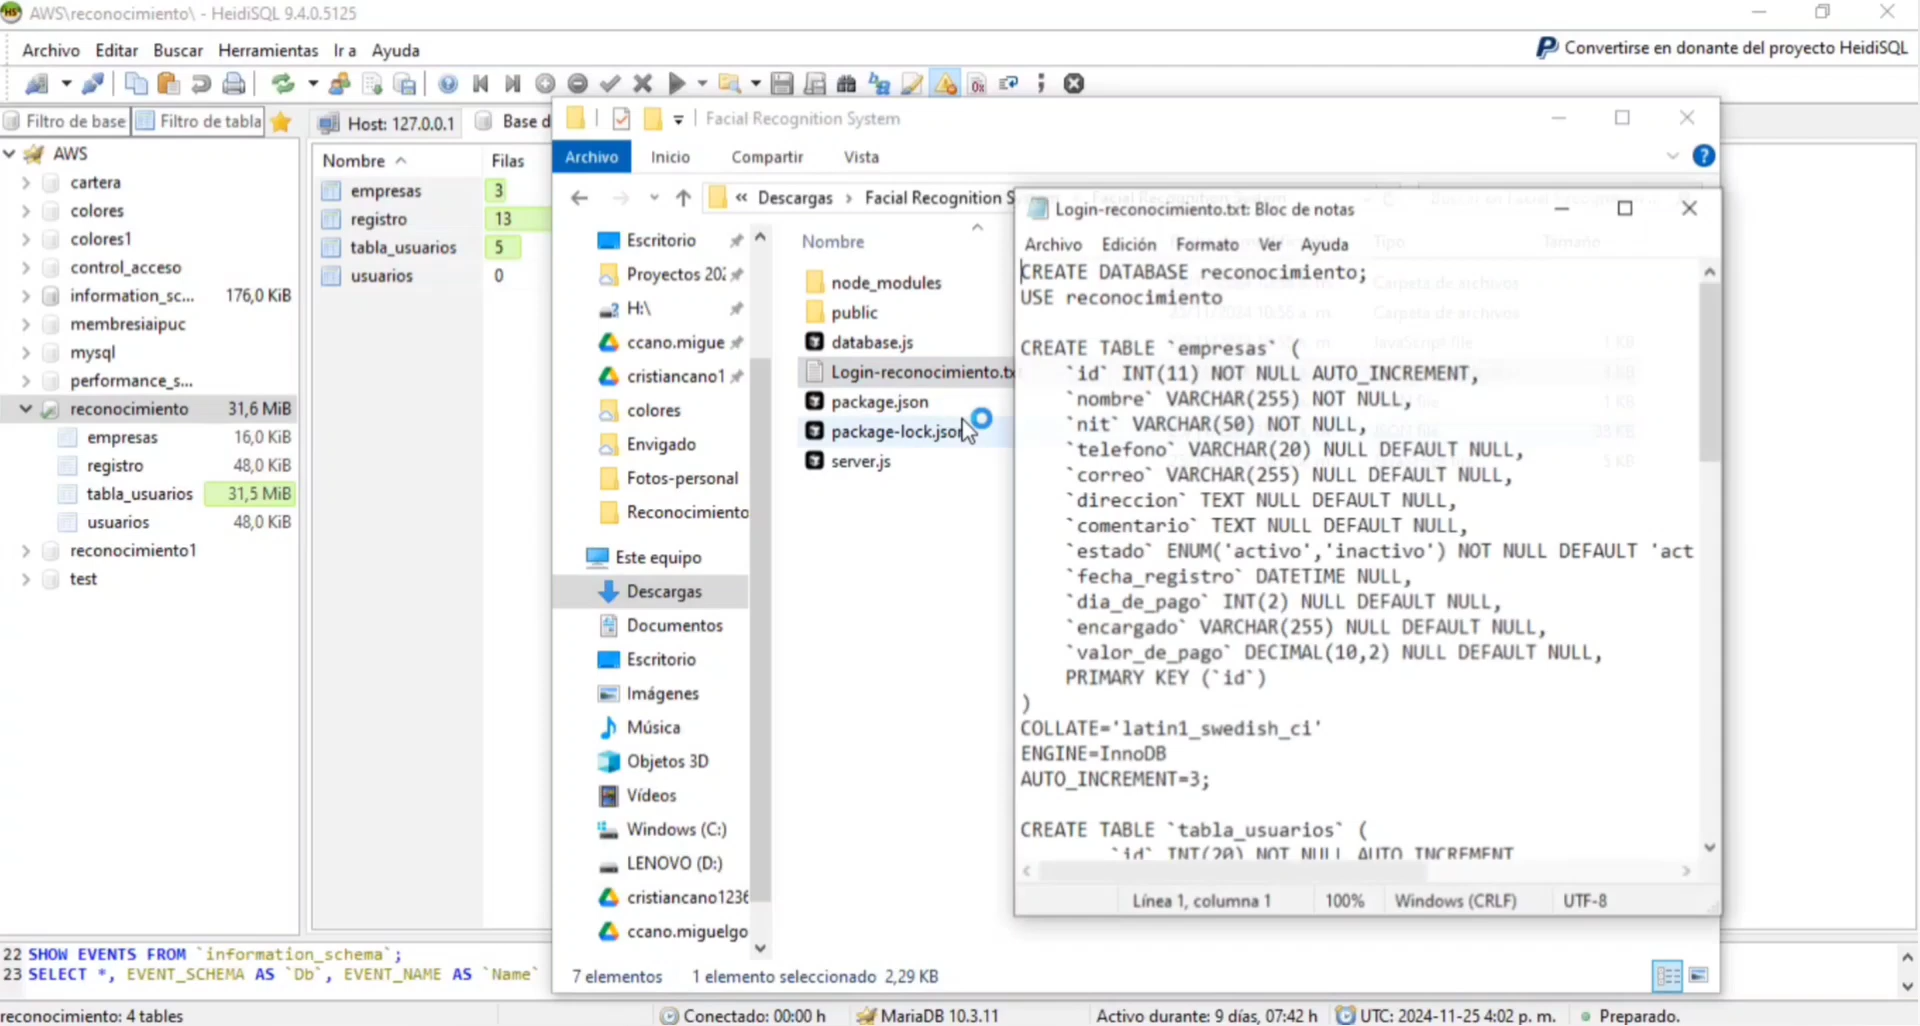 AWS\reconocimiento\ - HeidiSQL 9.4.0.5125
Archivo Editar Buscar Herramientas Ir a Ayuda
Convertirse en donante del proyecto HeidiSQL
Filtro de base Filtro de tabla
Host: 127.0.0.1 Base d
AWS
cartera
colores
colores1
control_acceso
information_sc... 176,0 KiB
membresiaipuc
mysql
performance_s...
reconocimiento 31,6 MiB
empresas 16,0 KiB
registro 48,0 KiB
tabla_usuarios 31,5 MiB
usuarios 48,0 KiB
reconocimiento1
test
Nombre Filas
empresas 3
registro 13
tabla_usuarios 5
usuarios 0
Facial Recognition System
Archivo Inicio Compartir Vista
« Descargas › Facial Recognition S
Escritorio
Proyectos 202
H:\
ccano.migue
cristiancano1
colores
Envigado
Fotos-personal
Reconocimiento
Este equipo
Descargas
Documentos
Escritorio
Imágenes
Música
Objetos 3D
Vídeos
Windows (C:)
LENOVO (D:)
cristiancano1236
ccano.miguelgo
Nombre
node_modules
public
database.js
Login-reconocimiento.tx
package.json
package-lock.json
server.js
Login-reconocimiento.txt: Bloc de notas
Archivo Edición Formato Ver Ayuda
CREATE DATABASE reconocimiento;
USE reconocimiento
CREATE TABLE `empresas` (
`id` INT(11) NOT NULL AUTO_INCREMENT,
`nombre` VARCHAR(255) NOT NULL,
`nit` VARCHAR(50) NOT NULL,
`telefono` VARCHAR(20) NULL DEFAULT NULL,
`correo` VARCHAR(255) NULL DEFAULT NULL,
`direccion` TEXT NULL DEFAULT NULL,
`comentario` TEXT NULL DEFAULT NULL,
`estado` ENUM('activo','inactivo') NOT NULL DEFAULT 'act
`fecha_registro` DATETIME NULL,
`dia_de_pago` INT(2) NULL DEFAULT NULL,
`encargado` VARCHAR(255) NULL DEFAULT NULL,
`valor_de_pago` DECIMAL(10,2) NULL DEFAULT NULL,
PRIMARY KEY (`id`)
)
COLLATE='latin1_swedish_ci'
ENGINE=InnoDB
AUTO_INCREMENT=3;
CREATE TABLE `tabla_usuarios` (
`id` INT(20) NOT NULL AUTO_INCREMENT
Línea 1, columna 1 100% Windows (CRLF) UTF-8
7 elementos 1 elemento seleccionado 2,29 KB
22 SHOW EVENTS FROM `information_schema`;
23 SELECT *, EVENT_SCHEMA AS `Db`, EVENT_NAME AS `Name`
reconocimiento: 4 tables
Conectado: 00:00 h MariaDB 10.3.11 Activo durante: 9 días, 07:42 h UTC: 2024-11-25 4:02 p. m. Preparado.